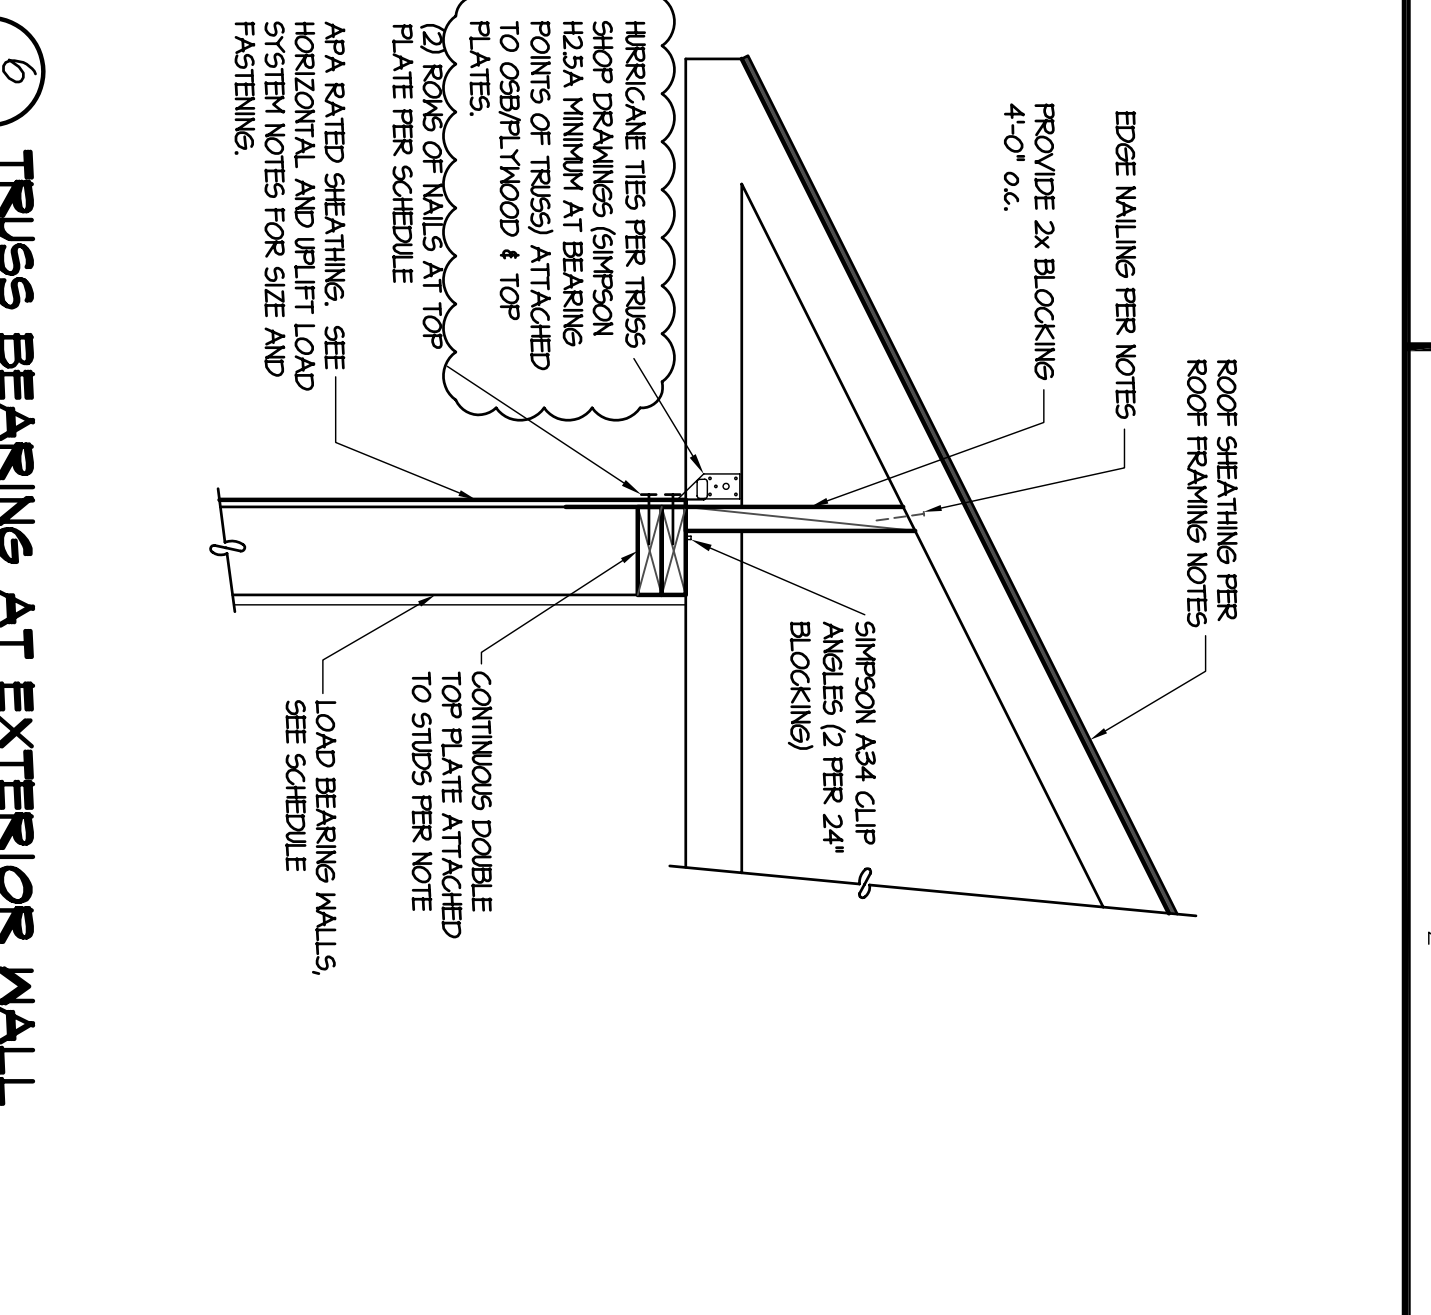 ROOF SHEATHING PER
ROOF FRAMING NOTES
EDGE NAILING PER NOTES
PROVIDE 2x BLOCKING
4'-0" o.c.
HURRICANE TIES PER TRUSS
SHOP DRAWINGS (SIMPSON
H2.5A MINIMUM AT BEARING
POINTS OF TRUSS) ATTACHED
TO OSB/PLYWOOD & TOP
PLATES.
(2) ROWS OF NAILS AT TOP
PLATE PER SCHEDULE
APA RATED SHEATHING. SEE
HORIZONTAL AND UPLIFT LOAD
SYSTEM NOTES FOR SIZE AND
FASTENING.
SIMPSON A34 CLIP
ANGLES (2 PER 24"
BLOCKING)
CONTINUOUS DOUBLE
TOP PLATE ATTACHED
TO STUDS PER NOTE
LOAD BEARING WALLS,
SEE SCHEDULE
6 TRUSS BEARING AT EXTERIOR WALL